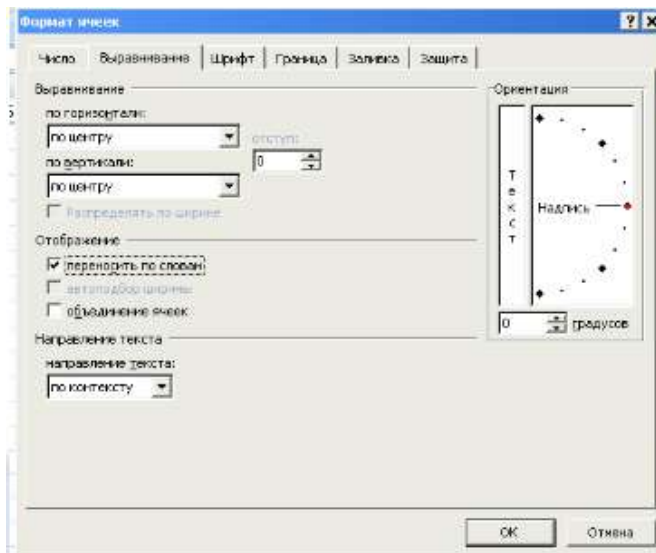 Формат ячеек
Число Выравнивание Шрифт Граница Заливка Защита
Выравнивание
по горизонтали:
по центру
отступ:
0
по вертикали:
по центру
Распределять по ширине
Отображение
переносить по словам
автоподбор ширины
объединение ячеек
Направление текста
направление текста:
по контексту
Ориентация
Текст
Надпись
0 градусов
ОК Отмена